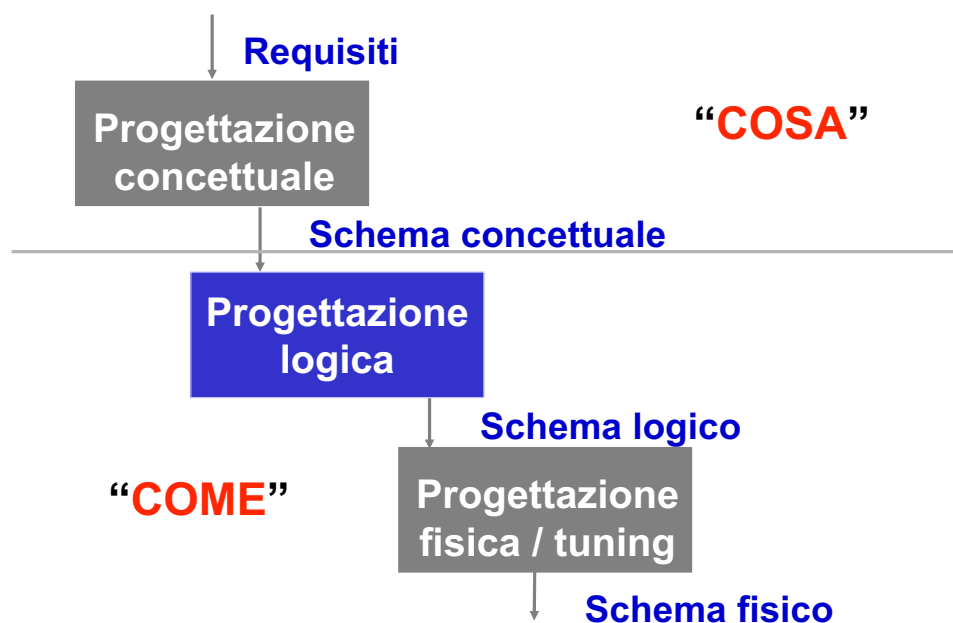 Requisiti
Progettazione
concettuale
“COSA”
Schema concettuale
Progettazione
logica
Schema logico
“COME”
Progettazione
fisica / tuning
Schema fisico